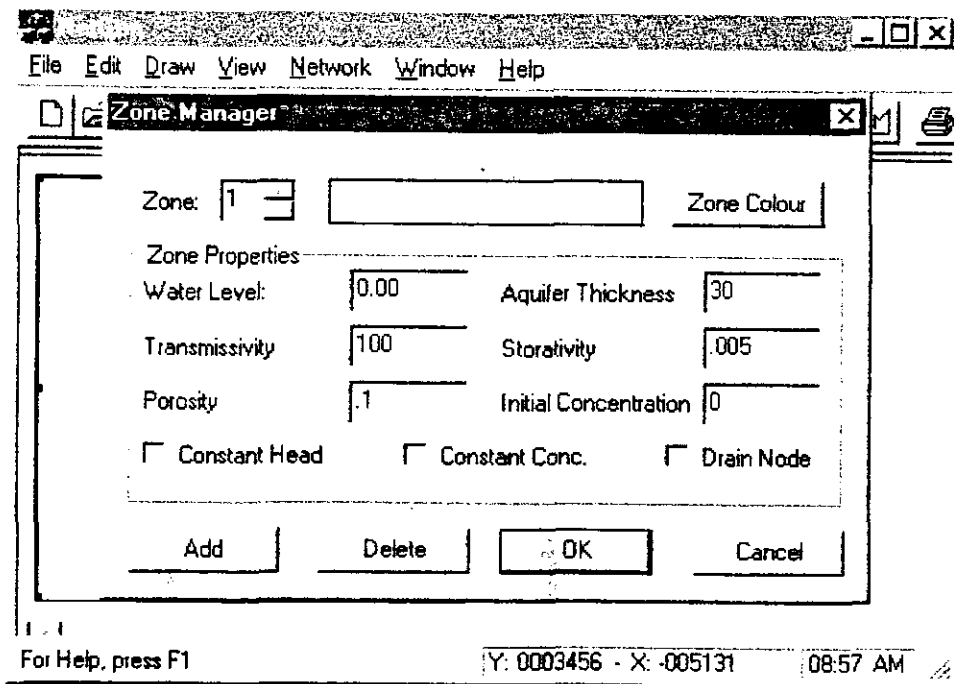 File Edit Draw View Network Window Help
Zone Manager
Zone: 1 Zone Colour
Zone Properties
Water Level: 0.00 Aquifer Thickness 30
Transmissivity 100 Storativity .005
Porosity .1 Initial Concentration 0
Constant Head Constant Conc. Drain Node
Add Delete OK Cancel
For Help, press F1 Y: 0003456 - X: -005131 08:57 AM